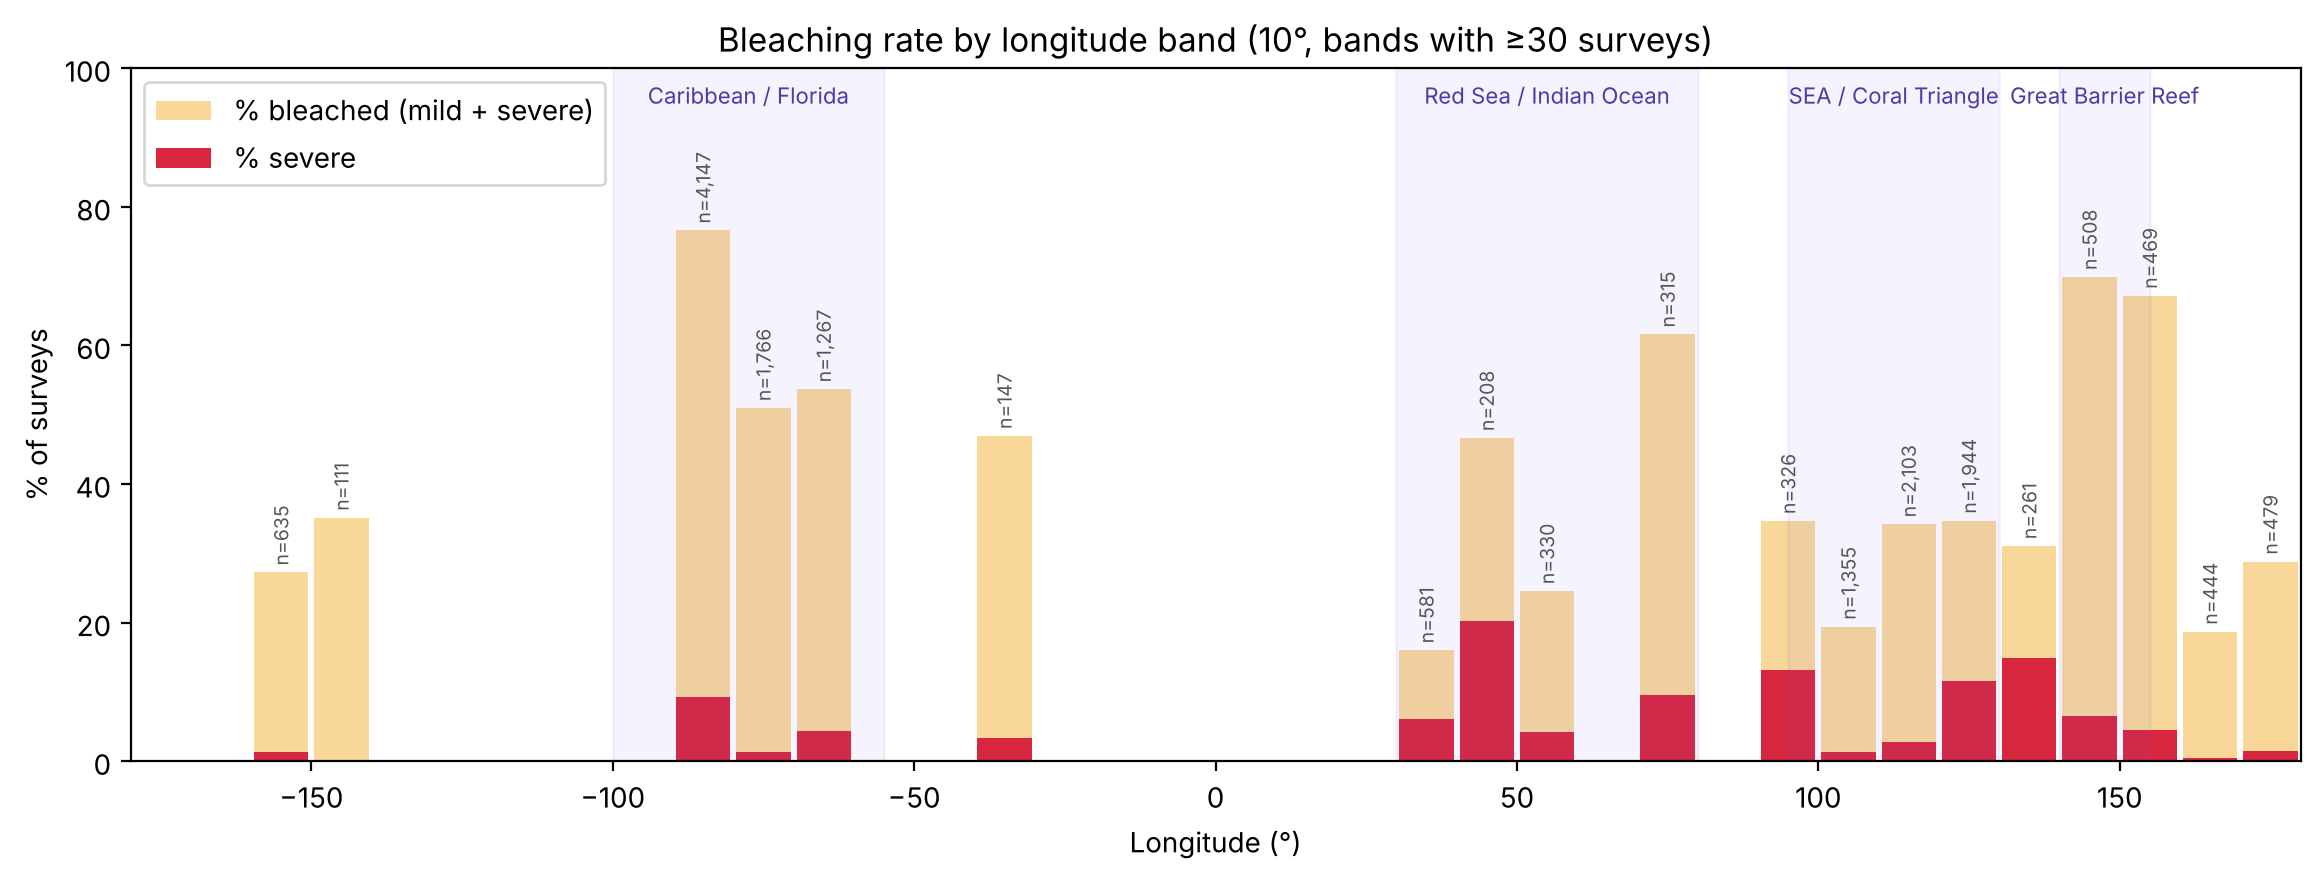 Bleaching rate by longitude band (10°, bands with ≥30 surveys)
% bleached (mild + severe)
% severe
Caribbean / Florida
Red Sea / Indian Ocean
SEA / Coral Triangle
Great Barrier Reef
% of surveys
100
80
60
40
20
0
n=635
n=111
n=4,147
n=1,766
n=1,267
n=147
n=581
n=208
n=330
n=315
n=326
n=1,355
n=2,103
n=1,944
n=261
n=508
n=469
n=444
n=479
−150
−100
−50
0
50
100
150
Longitude (°)